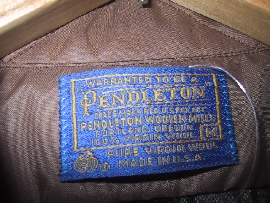 WARRANTED TO BE A
PENDLETON
PENDLETON WOOLEN MILLS
PORTLAND, OREGON
100% VIRGIN WOOL M
PURE VIRGIN WOOL
MADE IN U.S.A.